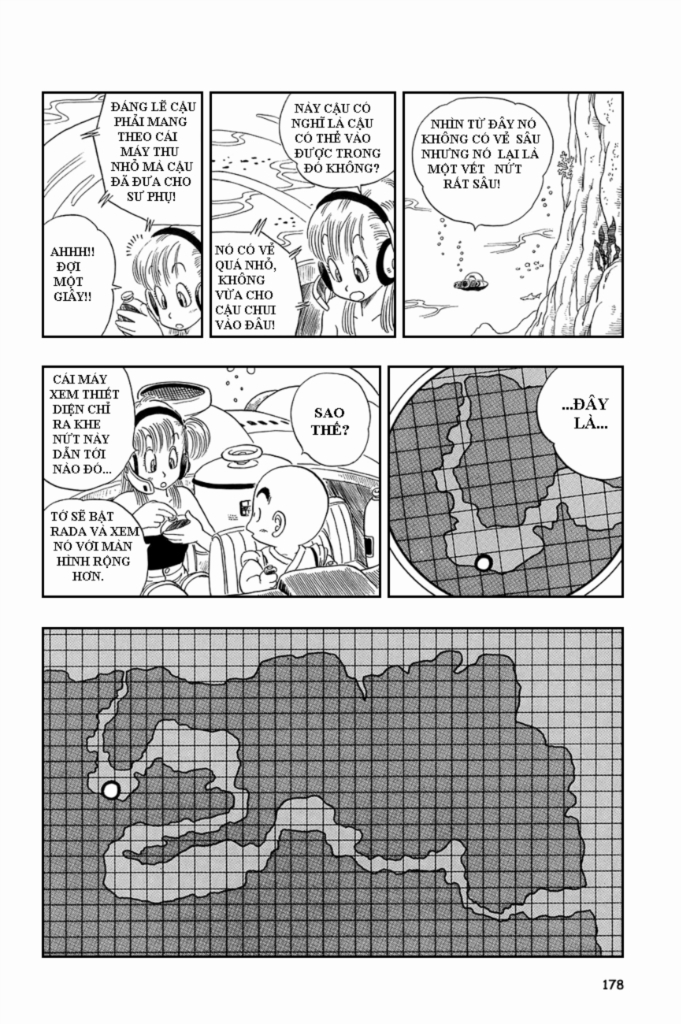 NHÌN TỪ ĐÂY NÓ
KHÔNG CÓ VẺ SÂU
NHƯNG NÓ LẠI LÀ
MỘT VẾT NỨT
RẤT SÂU!
NÀY CẬU CÓ
NGHĨ LÀ CẬU
CÓ THỂ VÀO
ĐƯỢC TRONG
ĐÓ KHÔNG?
NÓ CÓ VẺ
QUÁ NHỎ,
KHÔNG
VỪA CHO
CẬU CHUI
VÀO ĐÂU!
ĐÁNG LẼ CẬU
PHẢI MANG
THEO CÁI
MÁY THU
NHỎ MÀ CẬU
ĐÃ ĐƯA CHO
SƯ PHỤ!
AHHH!!
ĐỢI
MỘT
GIÂY!!
...ĐÂY
LÀ...
SAO
THẾ?
CÁI MÁY
XEM THIẾT
DIỆN CHỈ
RA KHE
NỨT NÀY
DẪN TỚI
NÀO ĐÓ...
TỚ SẼ BẬT
RADA VÀ XEM
NÓ VỚI MÀN
HÌNH RỘNG
HƠN.
178